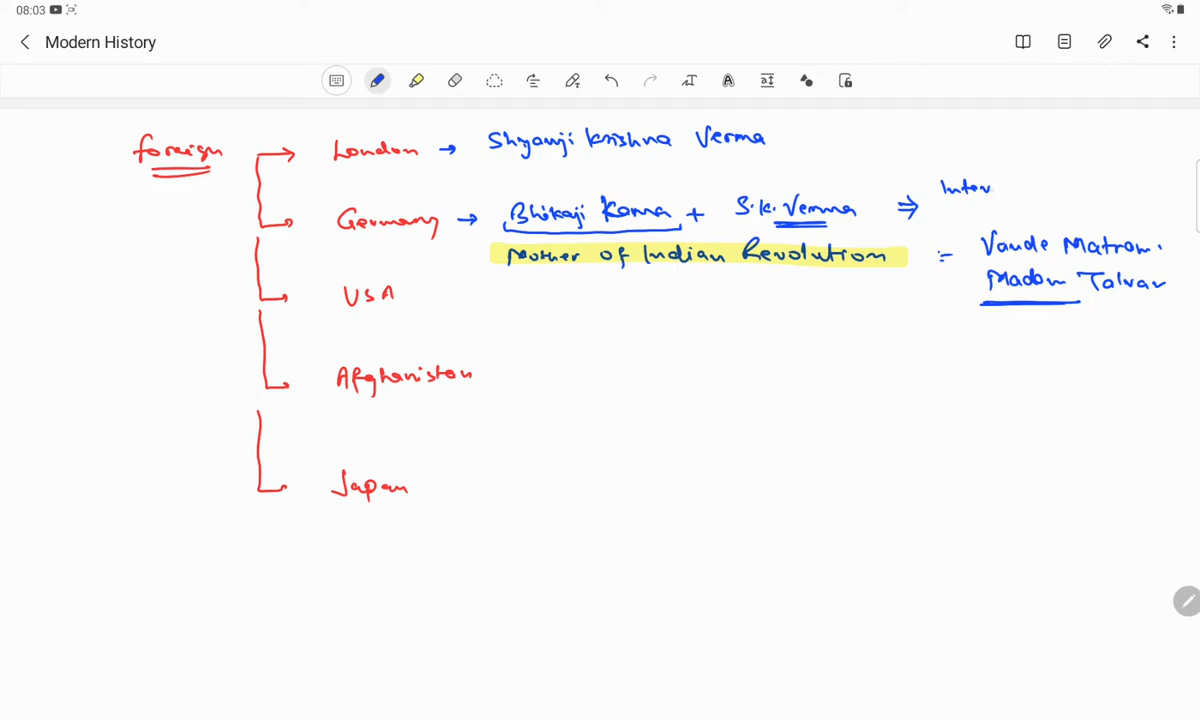 08:03
Modern History
foreign
London → Shyamji Krishna Verma
Germany → Bhikaji Kama + S.K. Verma ⇒ Inter
Mother of Indian Revolution :- Vande Matram.
Madan Talvar
USA
Afghanistan
Japan